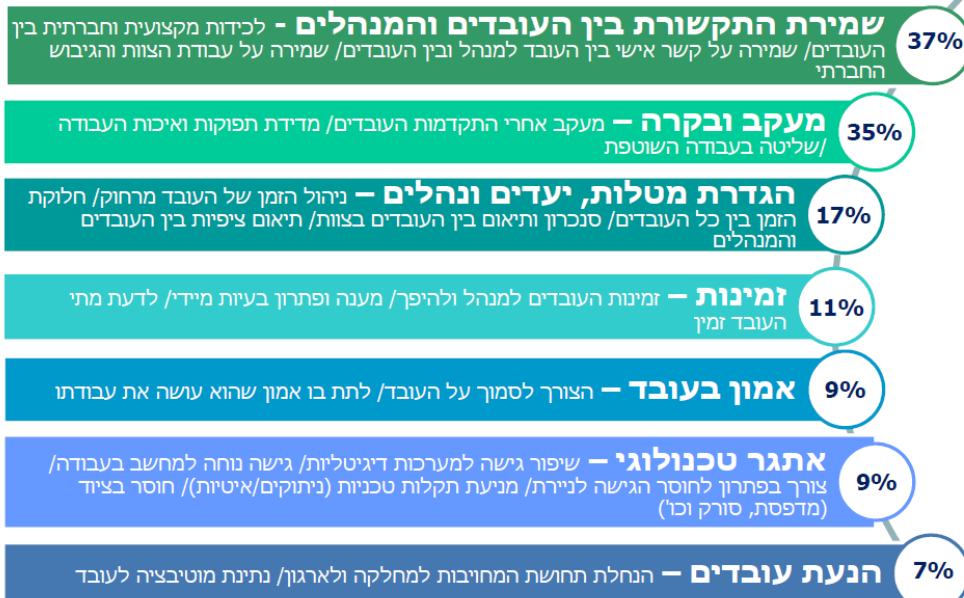 37%
שמירת התקשורת בין העובדים והמנהלים - לכידות מקצועית וחברתית בין
העובדים/ שמירה על קשר אישי בין העובד למנהל ובין העובדים/ שמירה על עבודת הצוות והגיבוש
החברתי
35%
מעקב ובקרה – מעקב אחרי התקדמות העובדים/ מדידת תפוקות ואיכות העבודה
/שליטה בעבודה השוטפת
17%
הגדרת מטלות, יעדים ונהלים – ניהול הזמן של העובד מרחוק/ חלוקת
הזמן בין כל העובדים/ סנכרון ותיאום בין העובדים בצוות/ תיאום ציפיות בין העובדים
והמנהלים
11%
זמינות – זמינות העובדים למנהל ולהיפך/ מענה ופתרון בעיות מיידי/ לדעת מתי
העובד זמין
9%
אמון בעובד – הצורך לסמוך על העובד/ לתת בו אמון שהוא עושה את עבודתו
9%
אתגר טכנולוגי – שיפור גישה למערכות דיגיטליות/ גישה נוחה למחשב בעבודה/
צורך בפתרון לחוסר הגישה לניירת/ מניעת תקלות טכניות (ניתוקים/איטיות)/ חוסר בציוד
(מדפסת, סורק וכו')
7%
הנעת עובדים – הנחלת תחושת המחויבות למחלקה ולארגון/ נתינת מוטיבציה לעובד